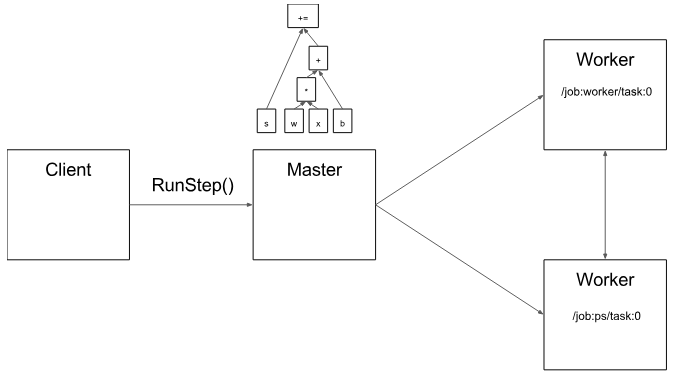 +=
+
*
s w x b
Client
RunStep()
Master
Worker
/job:worker/task:0
Worker
/job:ps/task:0